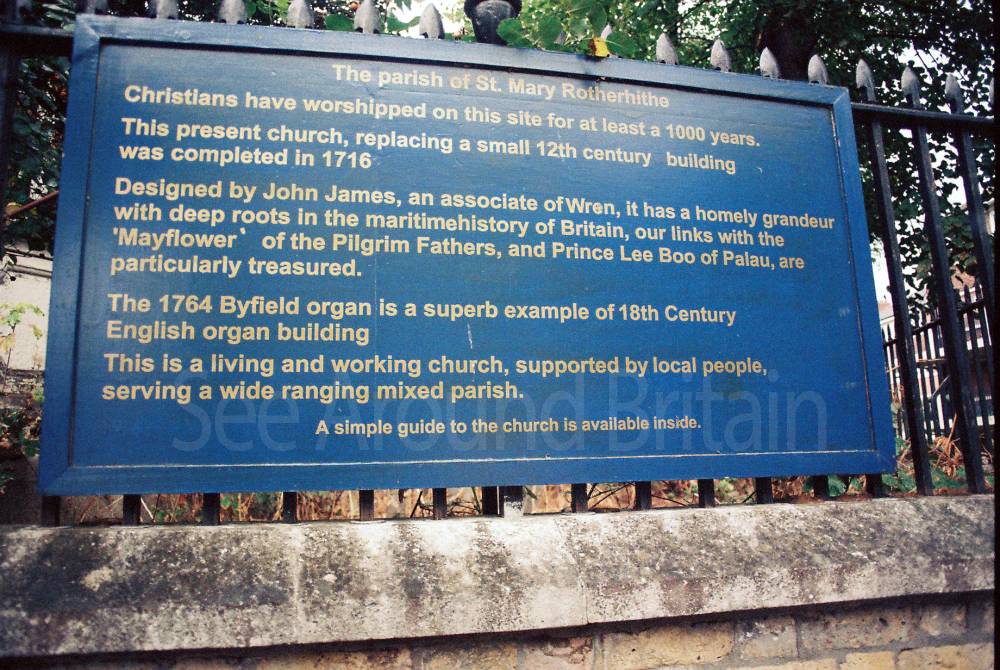 The parish of St. Mary Rotherhithe
Christians have worshipped on this site for at least a 1000 years.
This present church, replacing a small 12th century building
was completed in 1716
Designed by John James, an associate of Wren, it has a homely grandeur
with deep roots in the maritimehistory of Britain, our links with the
'Mayflower` of the Pilgrim Fathers, and Prince Lee Boo of Palau, are
particularly treasured.
The 1764 Byfield organ is a superb example of 18th Century
English organ building
This is a living and working church, supported by local people,
serving a wide ranging mixed parish.
See Around Britain
A simple guide to the church is available inside.